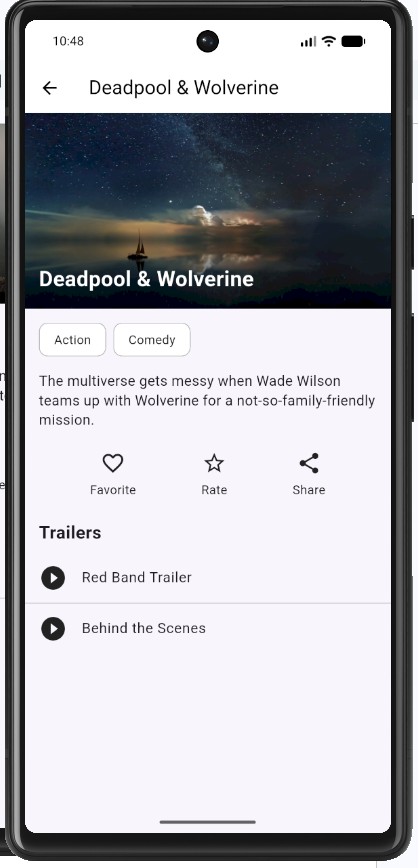 10:48
Deadpool & Wolverine
Deadpool & Wolverine
Action
Comedy
The multiverse gets messy when Wade Wilson
teams up with Wolverine for a not-so-family-friendly
mission.
Favorite
Rate
Share
Trailers
Red Band Trailer
Behind the Scenes